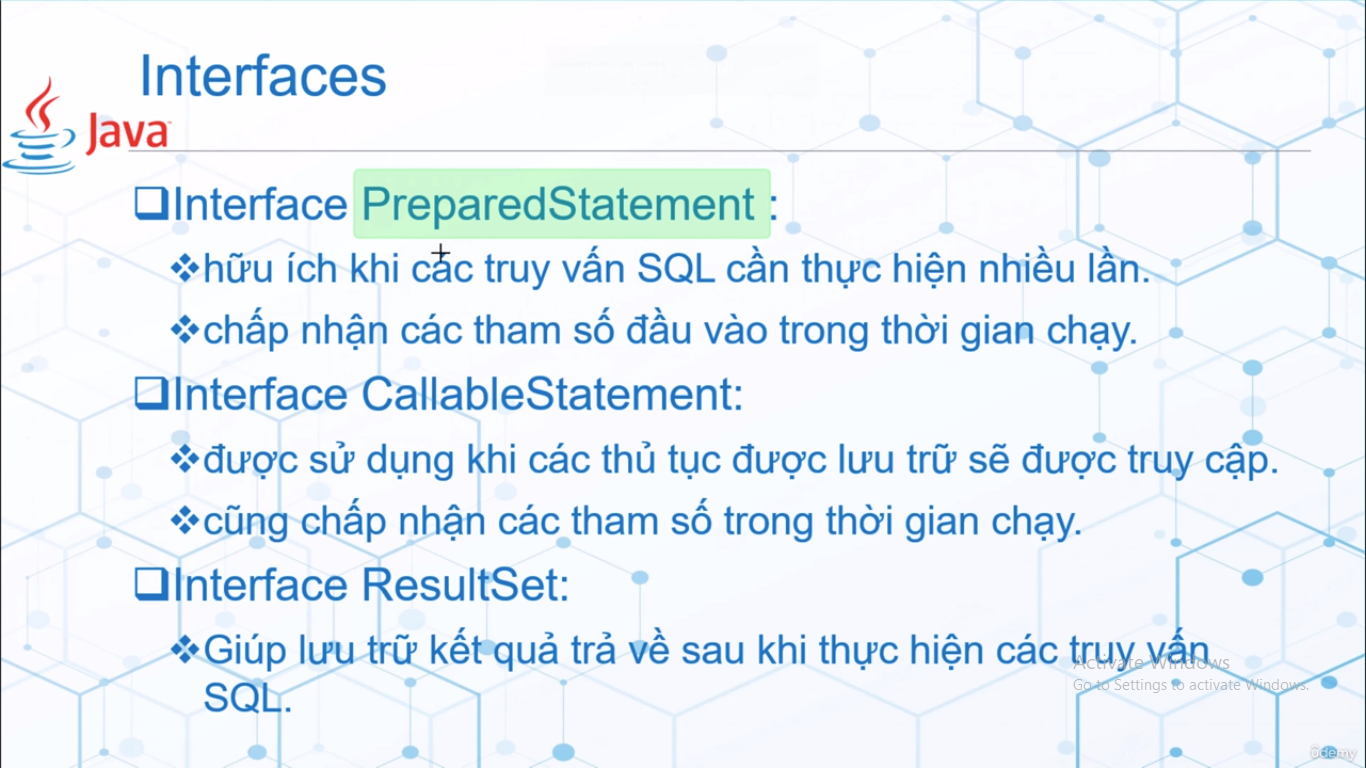 Interfaces
Java
Interface PreparedStatement :
hữu ích khi các truy vấn SQL cần thực hiện nhiều lần.
chấp nhận các tham số đầu vào trong thời gian chạy.
Interface CallableStatement:
được sử dụng khi các thủ tục được lưu trữ sẽ được truy cập.
cũng chấp nhận các tham số trong thời gian chạy.
Interface ResultSet:
Giúp lưu trữ kết quả trả về sau khi thực hiện các truy vấn
SQL.
Activate Windows
Go to Settings to activate Windows.
ûdemy